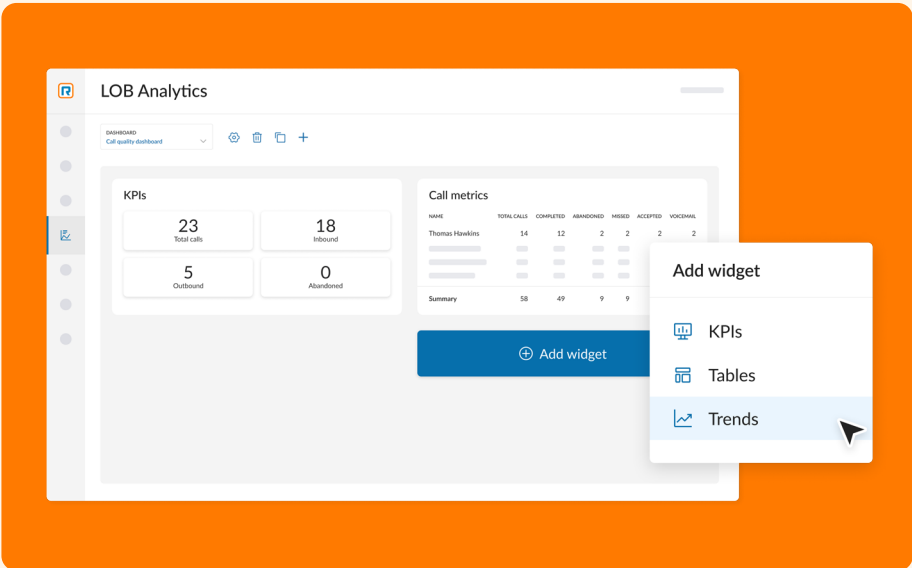 R
LOB Analytics
DASHBOARD
Call quality dashboard
KPIs
23
Total calls
18
Inbound
5
Outbound
0
Abandoned
Call metrics
NAME TOTAL CALLS COMPLETED ABANDONED MISSED ACCEPTED VOICEMAIL
Thomas Hawkins 14 12 2 2 2 2
Summary 58 49 9 9
Add widget
Add widget
KPIs
Tables
Trends